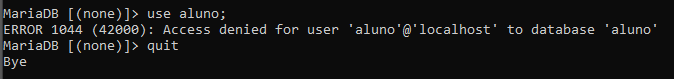 MariaDB [(none)]> use aluno;
ERROR 1044 (42000): Access denied for user 'aluno'@'localhost' to database 'aluno'
MariaDB [(none)]> quit
Bye